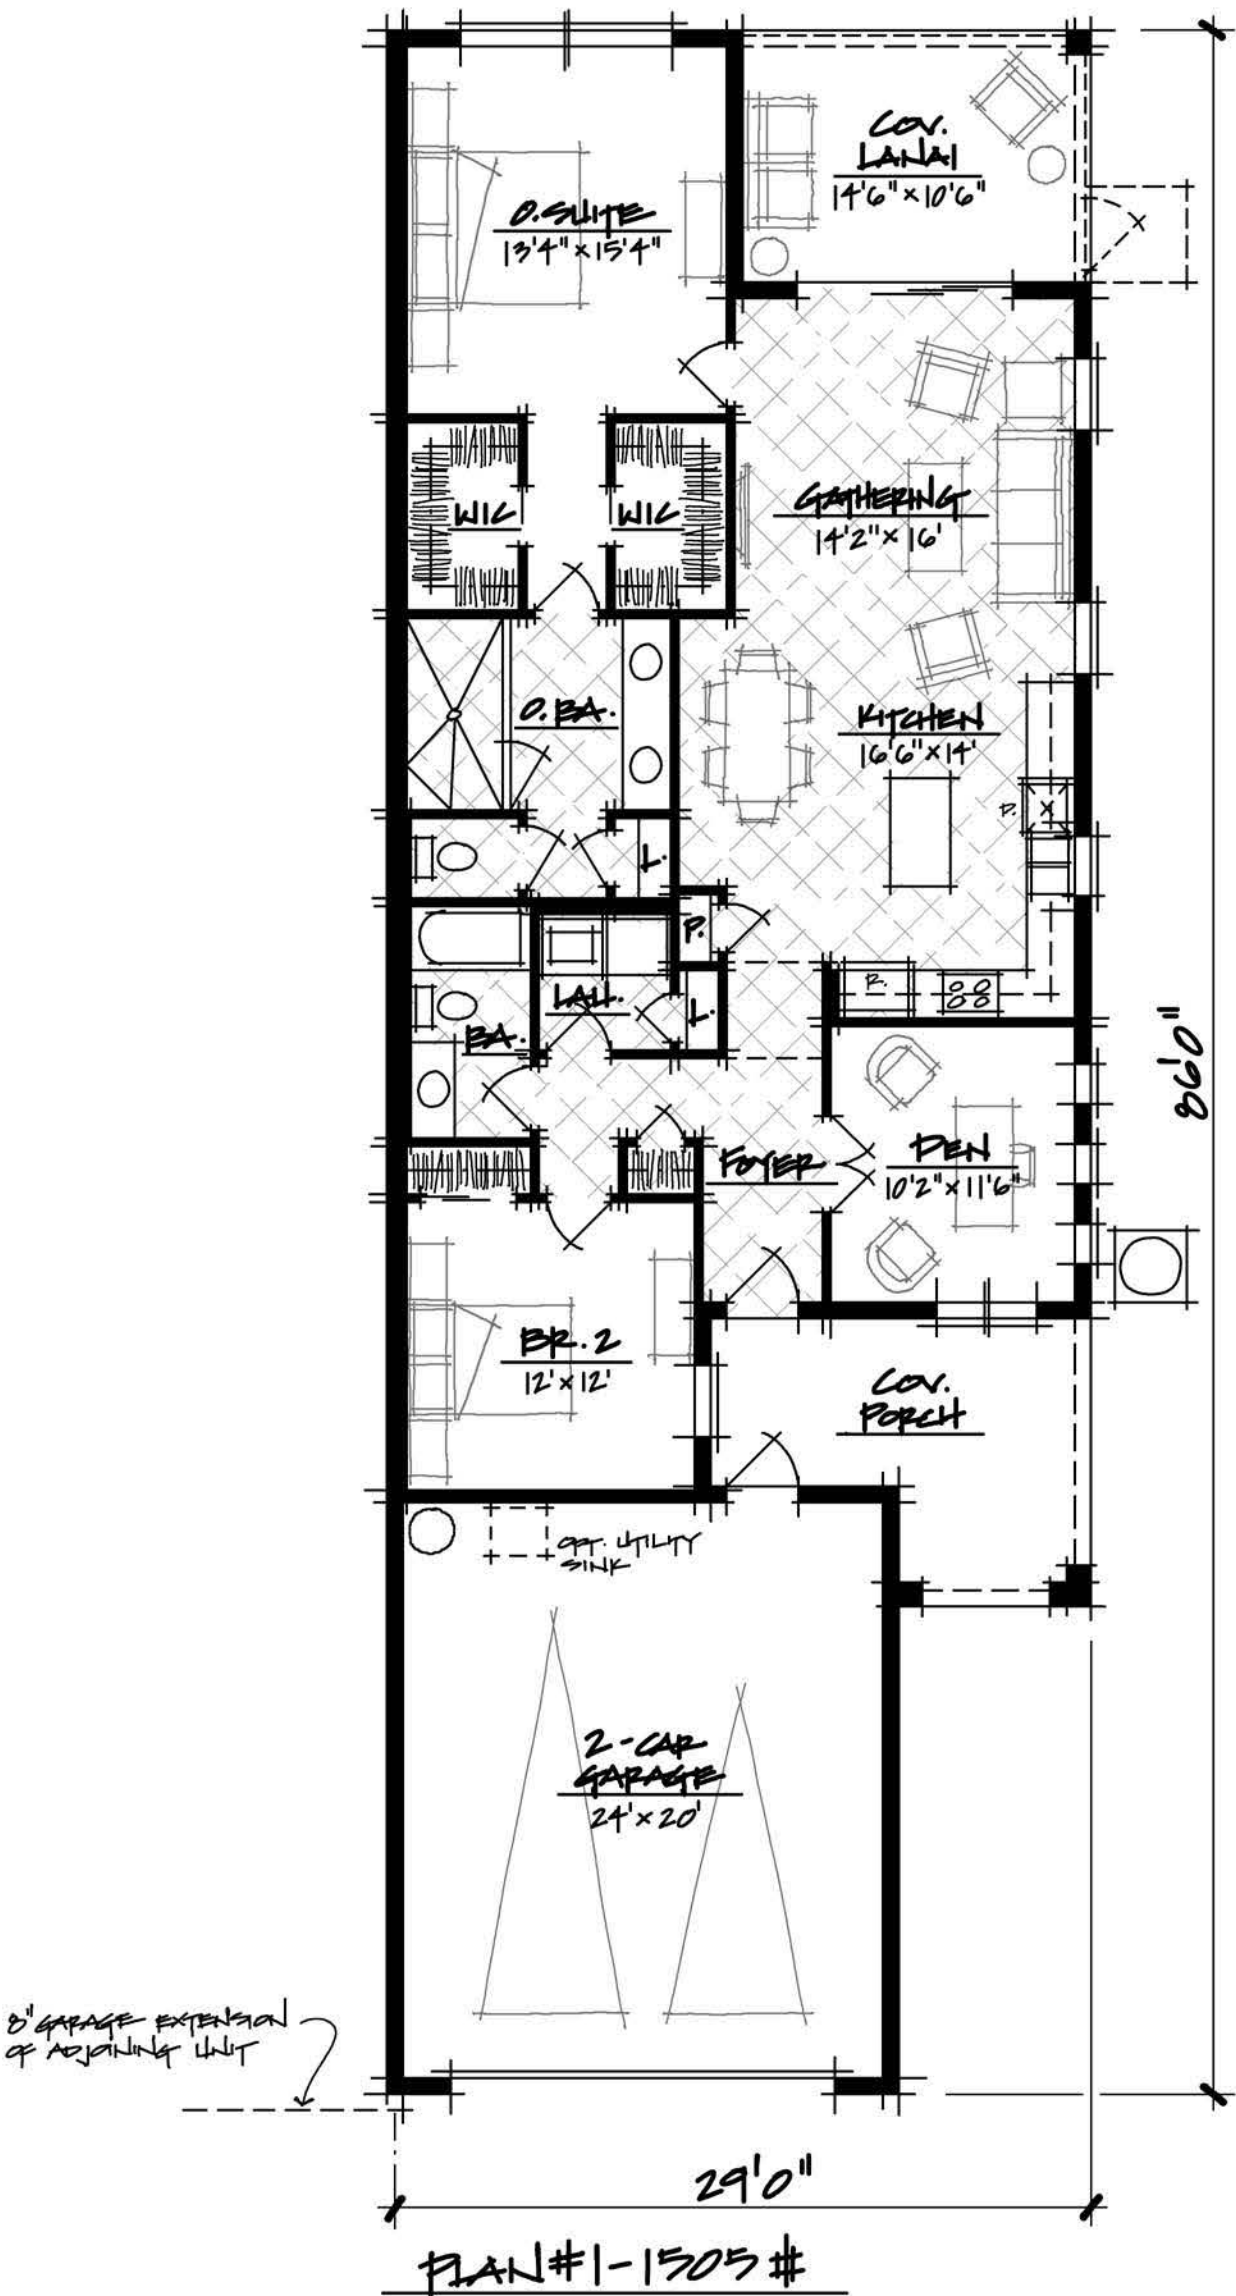 COV.
LANAI
14'6" x 10'6"
O. SUITE
13'4" x 15'4"
WIC
WIC
GATHERING
14'2" x 16'
O. BA.
KITCHEN
16'6" x 14'
D.
L.
P.
R.
LAU.
L.
BA.
86'0"
FOYER
DEN
10'2" x 11'6"
BR. 2
12' x 12'
COV.
PORCH
OPT. UTILITY
SINK
2-CAR
GARAGE
24' x 20'
8" GARAGE EXTENSION
OF ADJOINING UNIT
29'0"
PLAN #1-1505 #